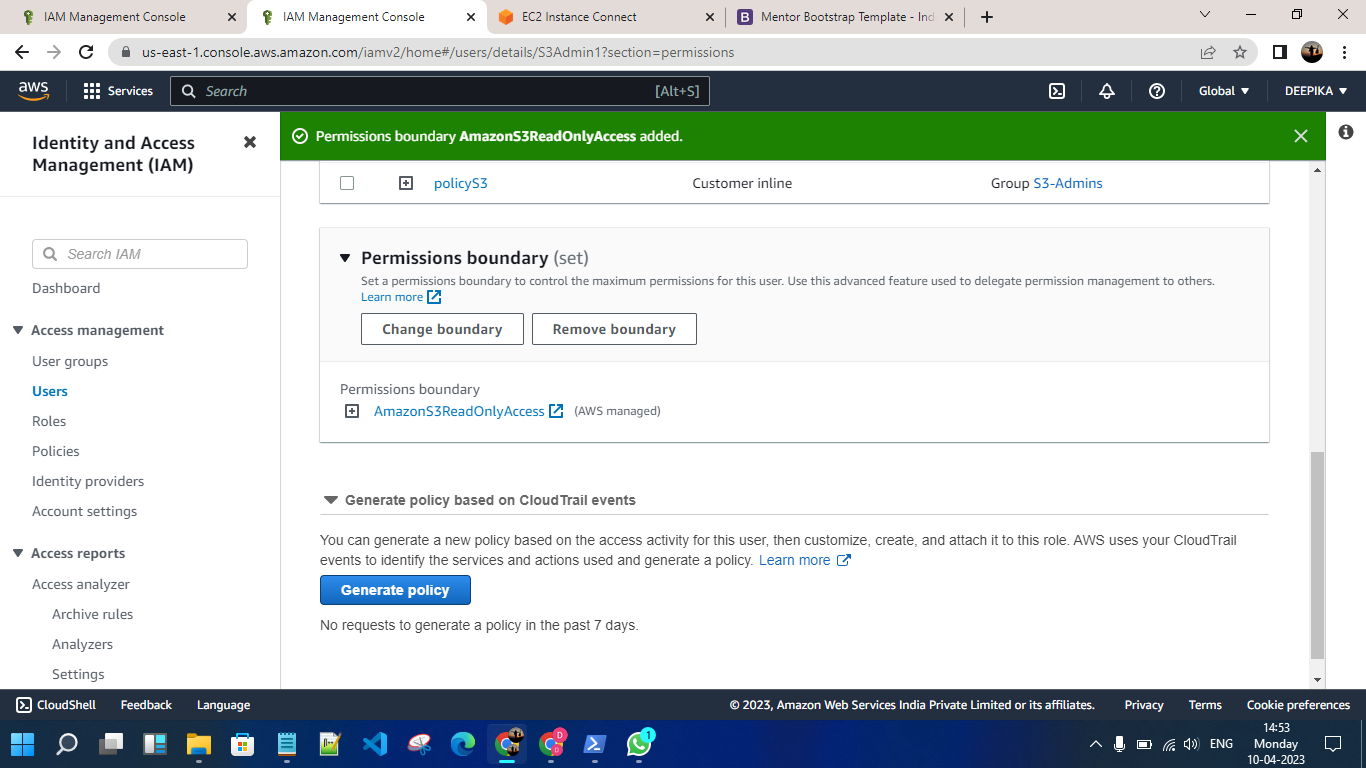 IAM Management Console
IAM Management Console
EC2 Instance Connect
Mentor Bootstrap Template - Ind
us-east-1.console.aws.amazon.com/iamv2/home#/users/details/S3Admin1?section=permissions
aws
Services
Search
[Alt+S]
Global
DEEPIKA
Identity and Access
Management (IAM)
Search IAM
Dashboard
Access management
User groups
Users
Roles
Policies
Identity providers
Account settings
Access reports
Access analyzer
Archive rules
Analyzers
Settings
Permissions boundary AmazonS3ReadOnlyAccess added.
policyS3
Customer inline
Group S3-Admins
Permissions boundary (set)
Set a permissions boundary to control the maximum permissions for this user. Use this advanced feature used to delegate permission management to others.
Learn more
Change boundary
Remove boundary
Permissions boundary
AmazonS3ReadOnlyAccess (AWS managed)
Generate policy based on CloudTrail events
You can generate a new policy based on the access activity for this user, then customize, create, and attach it to this role. AWS uses your CloudTrail
events to identify the services and actions used and generate a policy. Learn more
Generate policy
No requests to generate a policy in the past 7 days.
CloudShell
Feedback
Language
© 2023, Amazon Web Services India Private Limited or its affiliates.
Privacy
Terms
Cookie preferences
D
D
1
ENG
14:53
Monday
10-04-2023